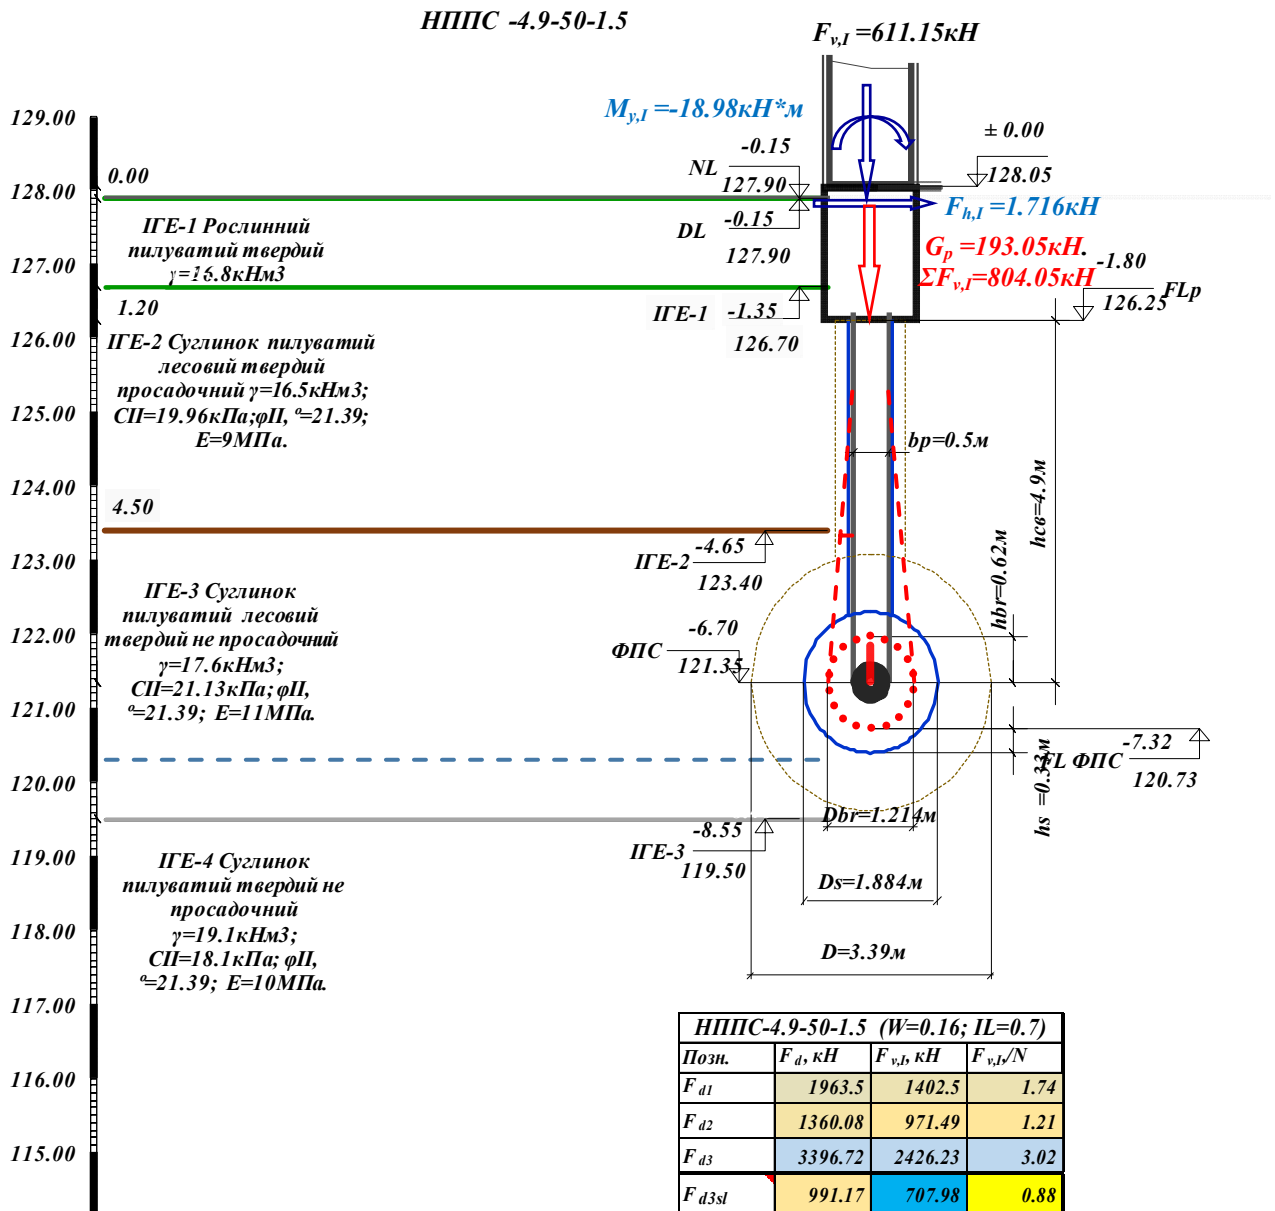 НППС -4.9-50-1.5
F v,I =611.15кН
M y,I =-18.98кН*м
129.00
128.00
127.00
126.00
125.00
124.00
123.00
122.00
121.00
120.00
119.00
118.00
117.00
116.00
115.00
0.00
ІГЕ-1 Рослинний
пилуватий твердий
γ=16.8кНм3
1.20
ІГЕ-2 Суглинок пилуватий
лесовий твердий
просадочний γ=16.5кНм3;
СІІ=19.96кПа;φІІ, º=21.39;
Е=9МПа.
4.50
ІГЕ-3 Суглинок
пилуватий лесовий
твердий не просадочний
γ=17.6кНм3;
СІІ=21.13кПа; φІІ,
º=21.39; Е=11МПа.
ІГЕ-4 Суглинок
пилуватий твердий не
просадочний
γ=19.1кНм3;
СІІ=18.1кПа; φІІ,
º=21.39; Е=10МПа.
-0.15
NL
127.90
-0.15
DL
127.90
± 0.00
128.05
F h,I =1.716кН
G p =193.05кН.
ΣF v,I =804.05кН
-1.80
FLp
126.25
ІГЕ-1
-1.35
126.70
bp=0.5м
hсв=4.9м
hbr=0.62м
-4.65
ІГЕ-2
123.40
-6.70
ФПС
121.35
-7.32
FL ФПС
120.73
hs =0.33м
Dbr=1.214м
-8.55
ІГЕ-3
119.50
Ds=1.884м
D=3.39м
НППС-4.9-50-1.5 (W=0.16; IL=0.7)
Позн. F d, кН F v,I, кН F v,I,/N
F d1 1963.5 1402.5 1.74
F d2 1360.08 971.49 1.21
F d3 3396.72 2426.23 3.02
F d3sl 991.17 707.98 0.88